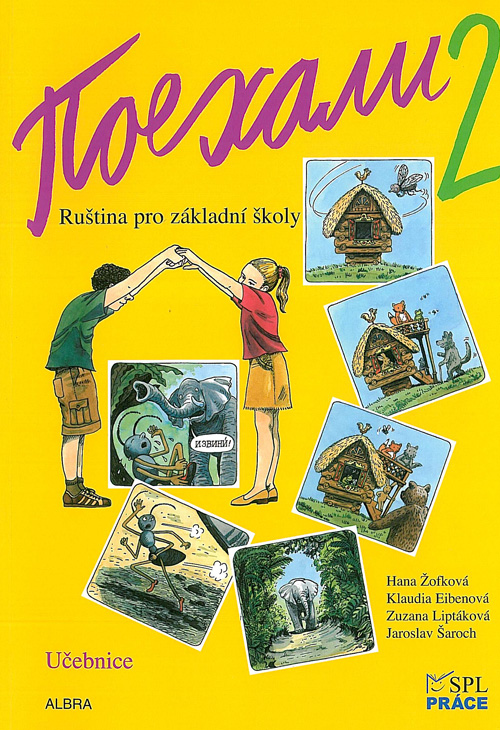 Поехали 2
Ruština pro základní školy
ИЗВИНИ́!
Hana Žofková
Klaudia Eibenová
Zuzana Liptáková
Jaroslav Šaroch
Učebnice
ALBRA
SPL
PRÁCE